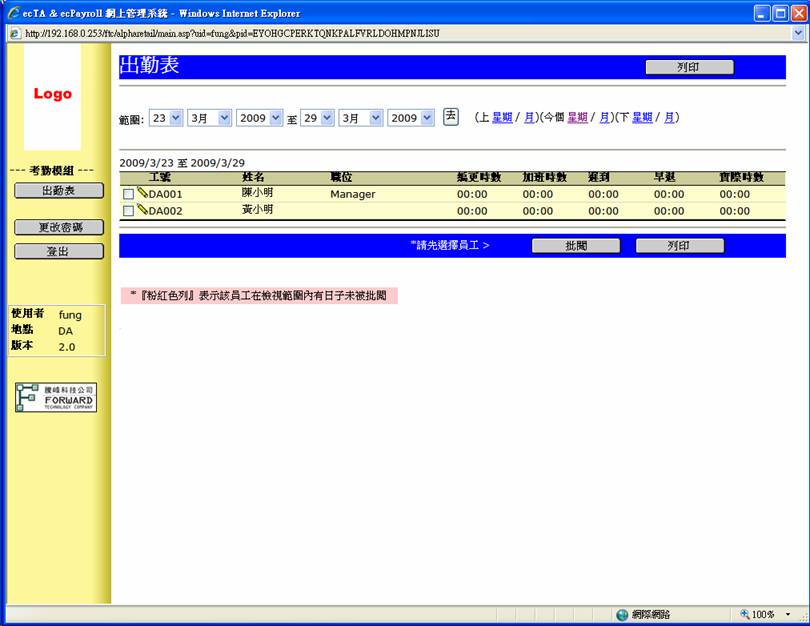 ecTA & ecPayroll 網上管理系統 - Windows Internet Explorer
http://192.168.0.253/ftc/alpharetail/main.asp?uid=fung&pid=EYOHGCPERKTQNKPALFVRLDOHMPNJLISU
Logo
--- 考勤模組 ---
出勤表
更改密碼
登出
使用者 fung
地點 DA
版本 2.0
騰峰科技公司
FORWARD
TECHNOLOGY COMPANY
出勤表 列印
範圍: 23 3月 2009 至 29 3月 2009 去 (上 星期 / 月)(今個 星期 / 月)(下 星期 / 月)
2009/3/23 至 2009/3/29
工號 姓名 職位 編更時數 加班時數 遲到 早退 實際時數
DA001 陳小明 Manager 00:00 00:00 00:00 00:00 00:00
DA002 黃小明 00:00 00:00 00:00 00:00 00:00
*請先選擇員工 > 批閱 列印
*『粉紅色列』表示該員工在檢視範圍內有日子未被批閱
網際網路 100%